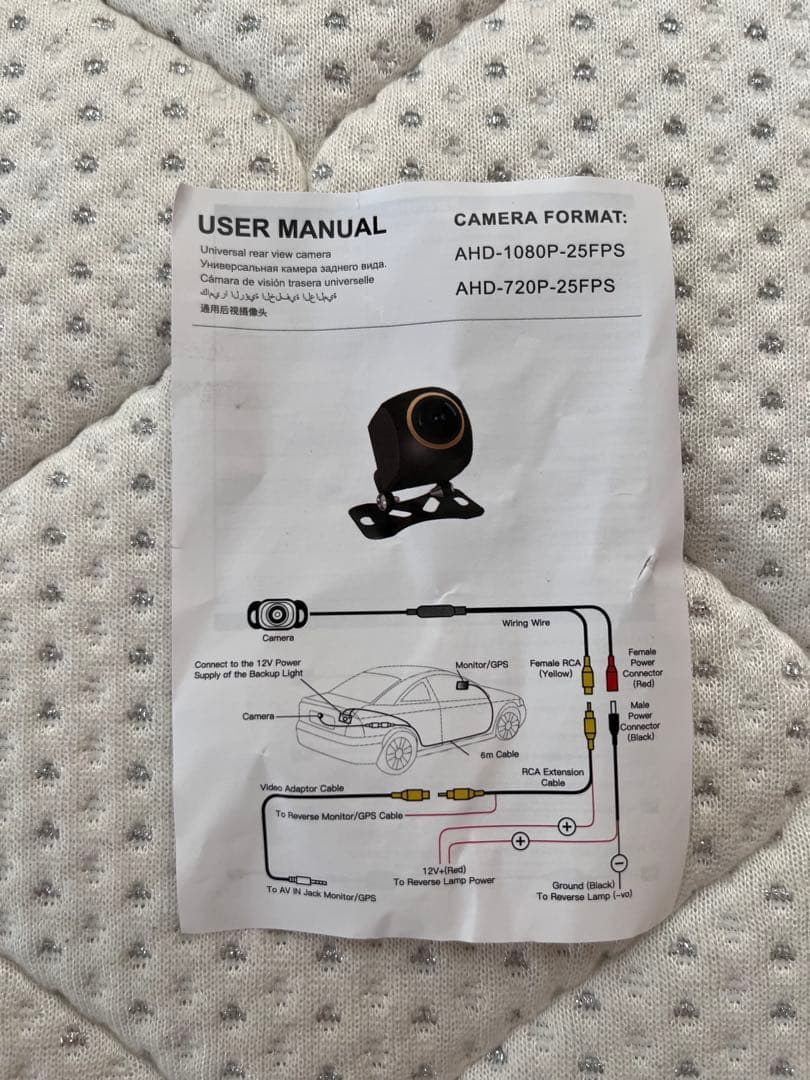 USER MANUAL
Universal rear view camera
Универсальная камера заднего вида.
Cámara de visión trasera universelle
كاميرا الرؤية الخلفية العالمية
通用后视摄像头
CAMERA FORMAT:
AHD-1080P-25FPS
AHD-720P-25FPS
Camera
Wiring Wire
Connect to the 12V Power
Supply of the Backup Light
Monitor/GPS
Female RCA
(Yellow)
Female
Power
Connector
(Red)
Camera
Male
Power
Connector
(Black)
6m Cable
RCA Extension
Cable
Video Adaptor Cable
To Reverse Monitor/GPS Cable
+
+
−
12V+(Red)
To Reverse Lamp Power
To AV IN Jack Monitor/GPS
Ground (Black)
To Reverse Lamp (-vo)